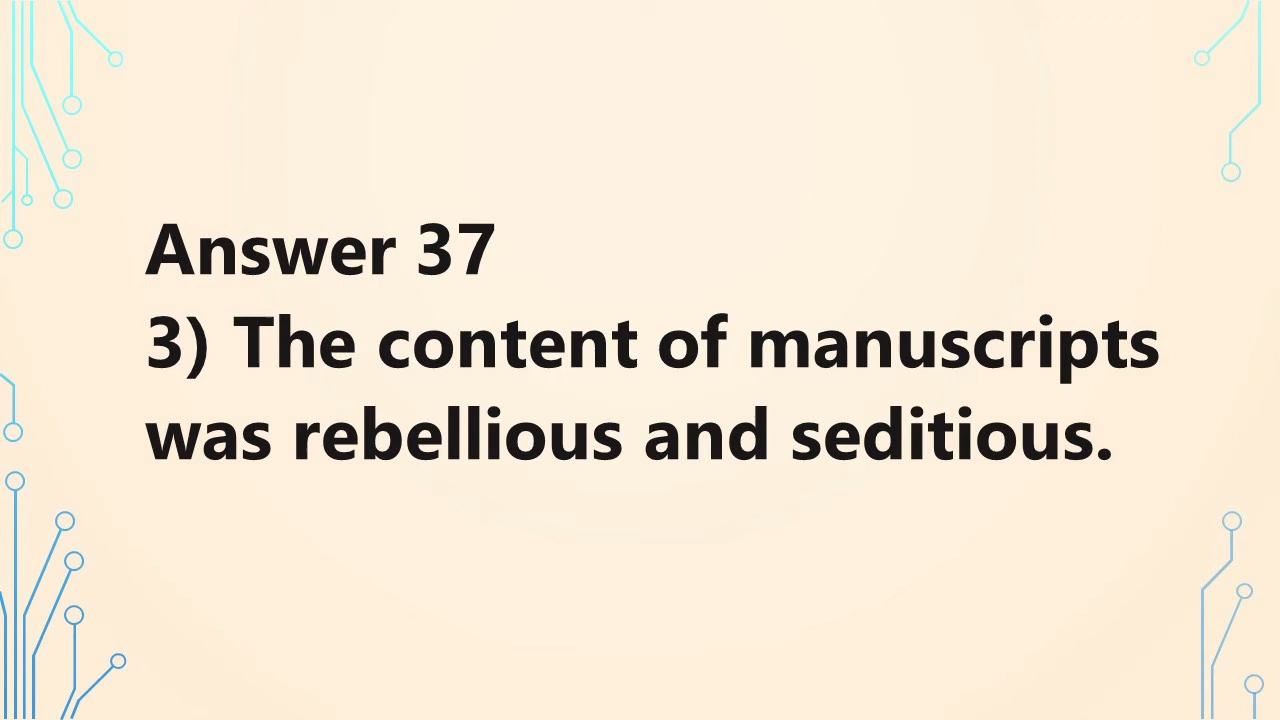 Answer 37
3) The content of manuscripts
was rebellious and seditious.